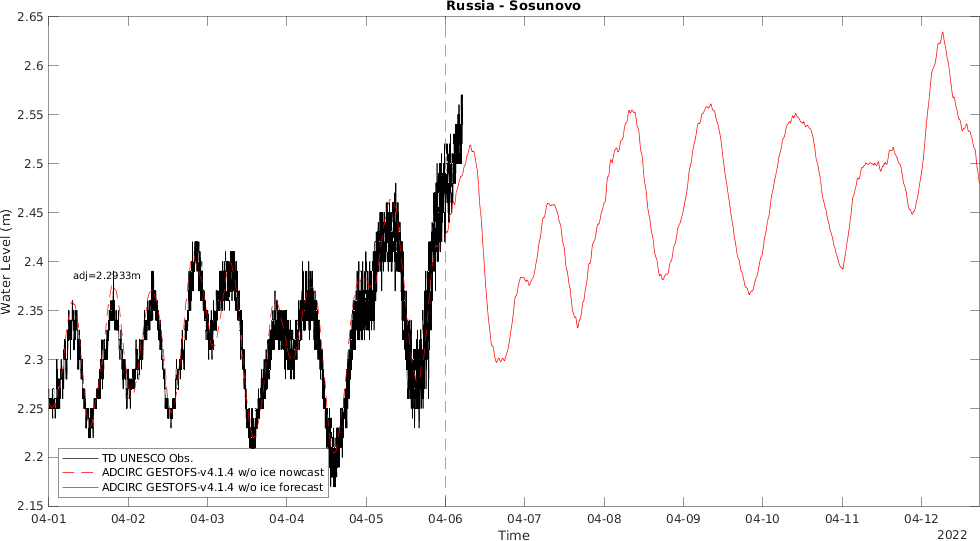 Russia - Sosunovo
2.65
2.6
2.55
2.5
2.45
2.4
2.35
2.3
2.25
2.2
2.15
Water Level (m)
adj=2.2933m
TD UNESCO Obs.
ADCIRC GESTOFS-v4.1.4 w/o ice nowcast
ADCIRC GESTOFS-v4.1.4 w/o ice forecast
04-01 04-02 04-03 04-04 04-05 04-06 04-07 04-08 04-09 04-10 04-11 04-12
Time
2022